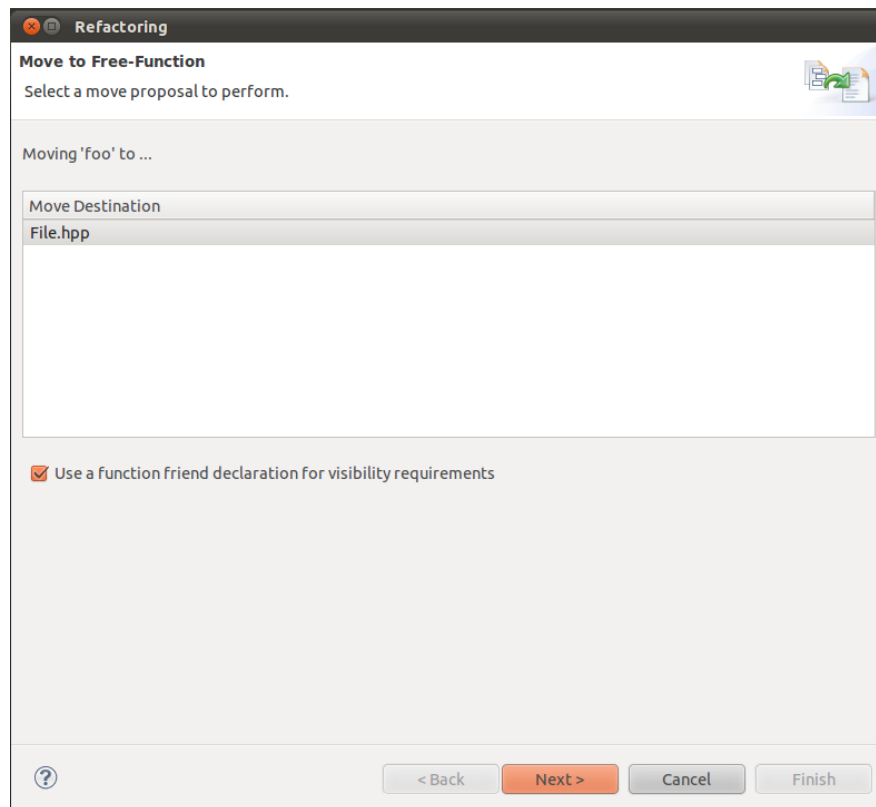 Refactoring
Move to Free-Function
Select a move proposal to perform.
Moving 'foo' to ...
Move Destination
File.hpp
Use a function friend declaration for visibility requirements
?
< Back
Next >
Cancel
Finish